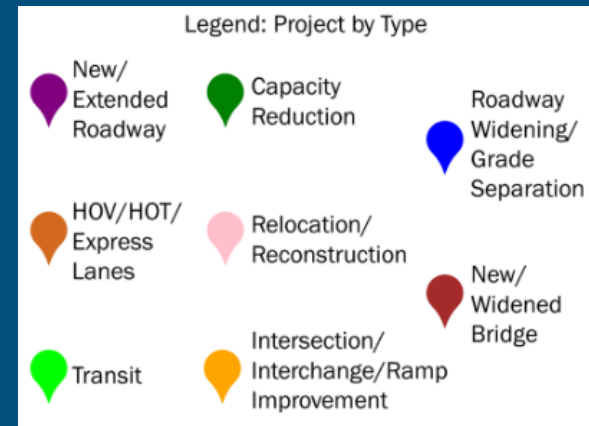 Legend: Project by Type
New/
Extended
Roadway
Capacity
Reduction
Roadway
Widening/
Grade
Separation
HOV/HOT/
Express
Lanes
Relocation/
Reconstruction
New/
Widened
Bridge
Transit
Intersection/
Interchange/Ramp
Improvement